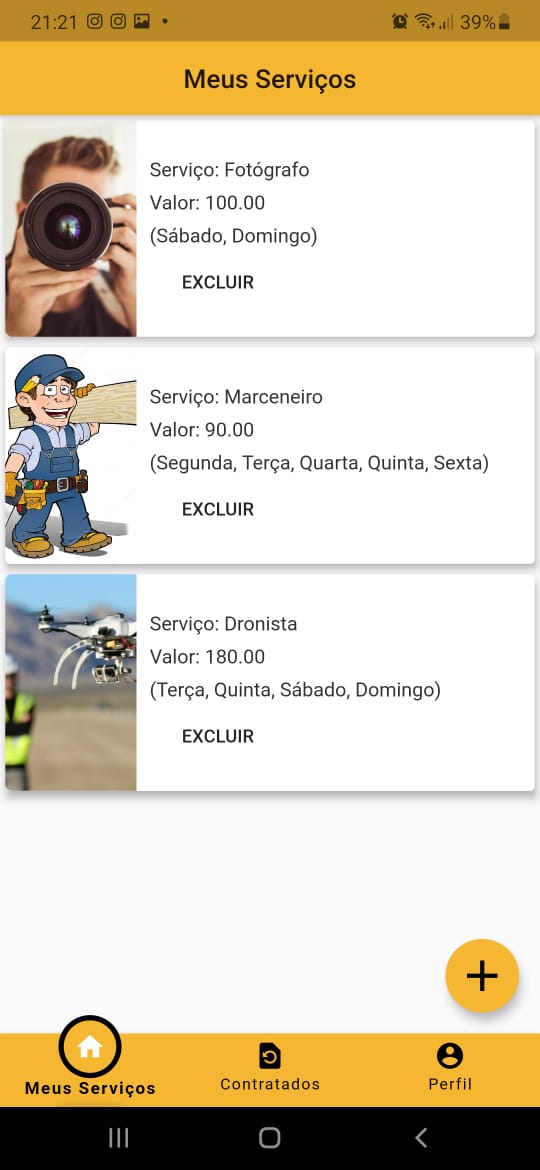 21:21
39%
Meus Serviços
Serviço: Fotógrafo
Valor: 100.00
(Sábado, Domingo)
EXCLUIR
Serviço: Marceneiro
Valor: 90.00
(Segunda, Terça, Quarta, Quinta, Sexta)
EXCLUIR
Serviço: Dronista
Valor: 180.00
(Terça, Quinta, Sábado, Domingo)
EXCLUIR
Meus Serviços
Contratados
Perfil